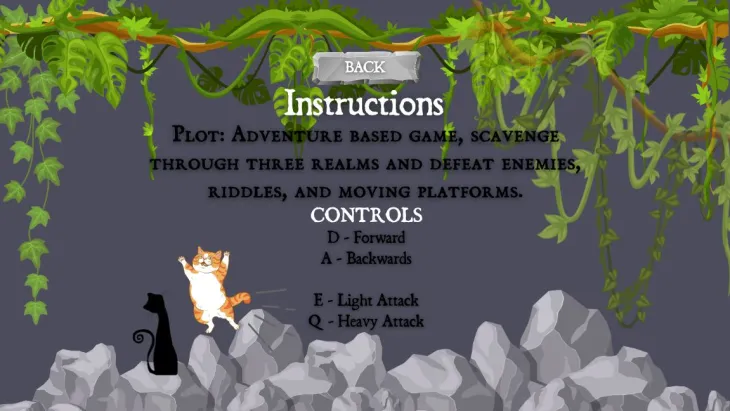 BACK
Instructions
Plot: Adventure based game, scavenge
through three realms and defeat enemies,
riddles, and moving platforms.
CONTROLS
D - Forward
A - Backwards
E - Light Attack
Q - Heavy Attack